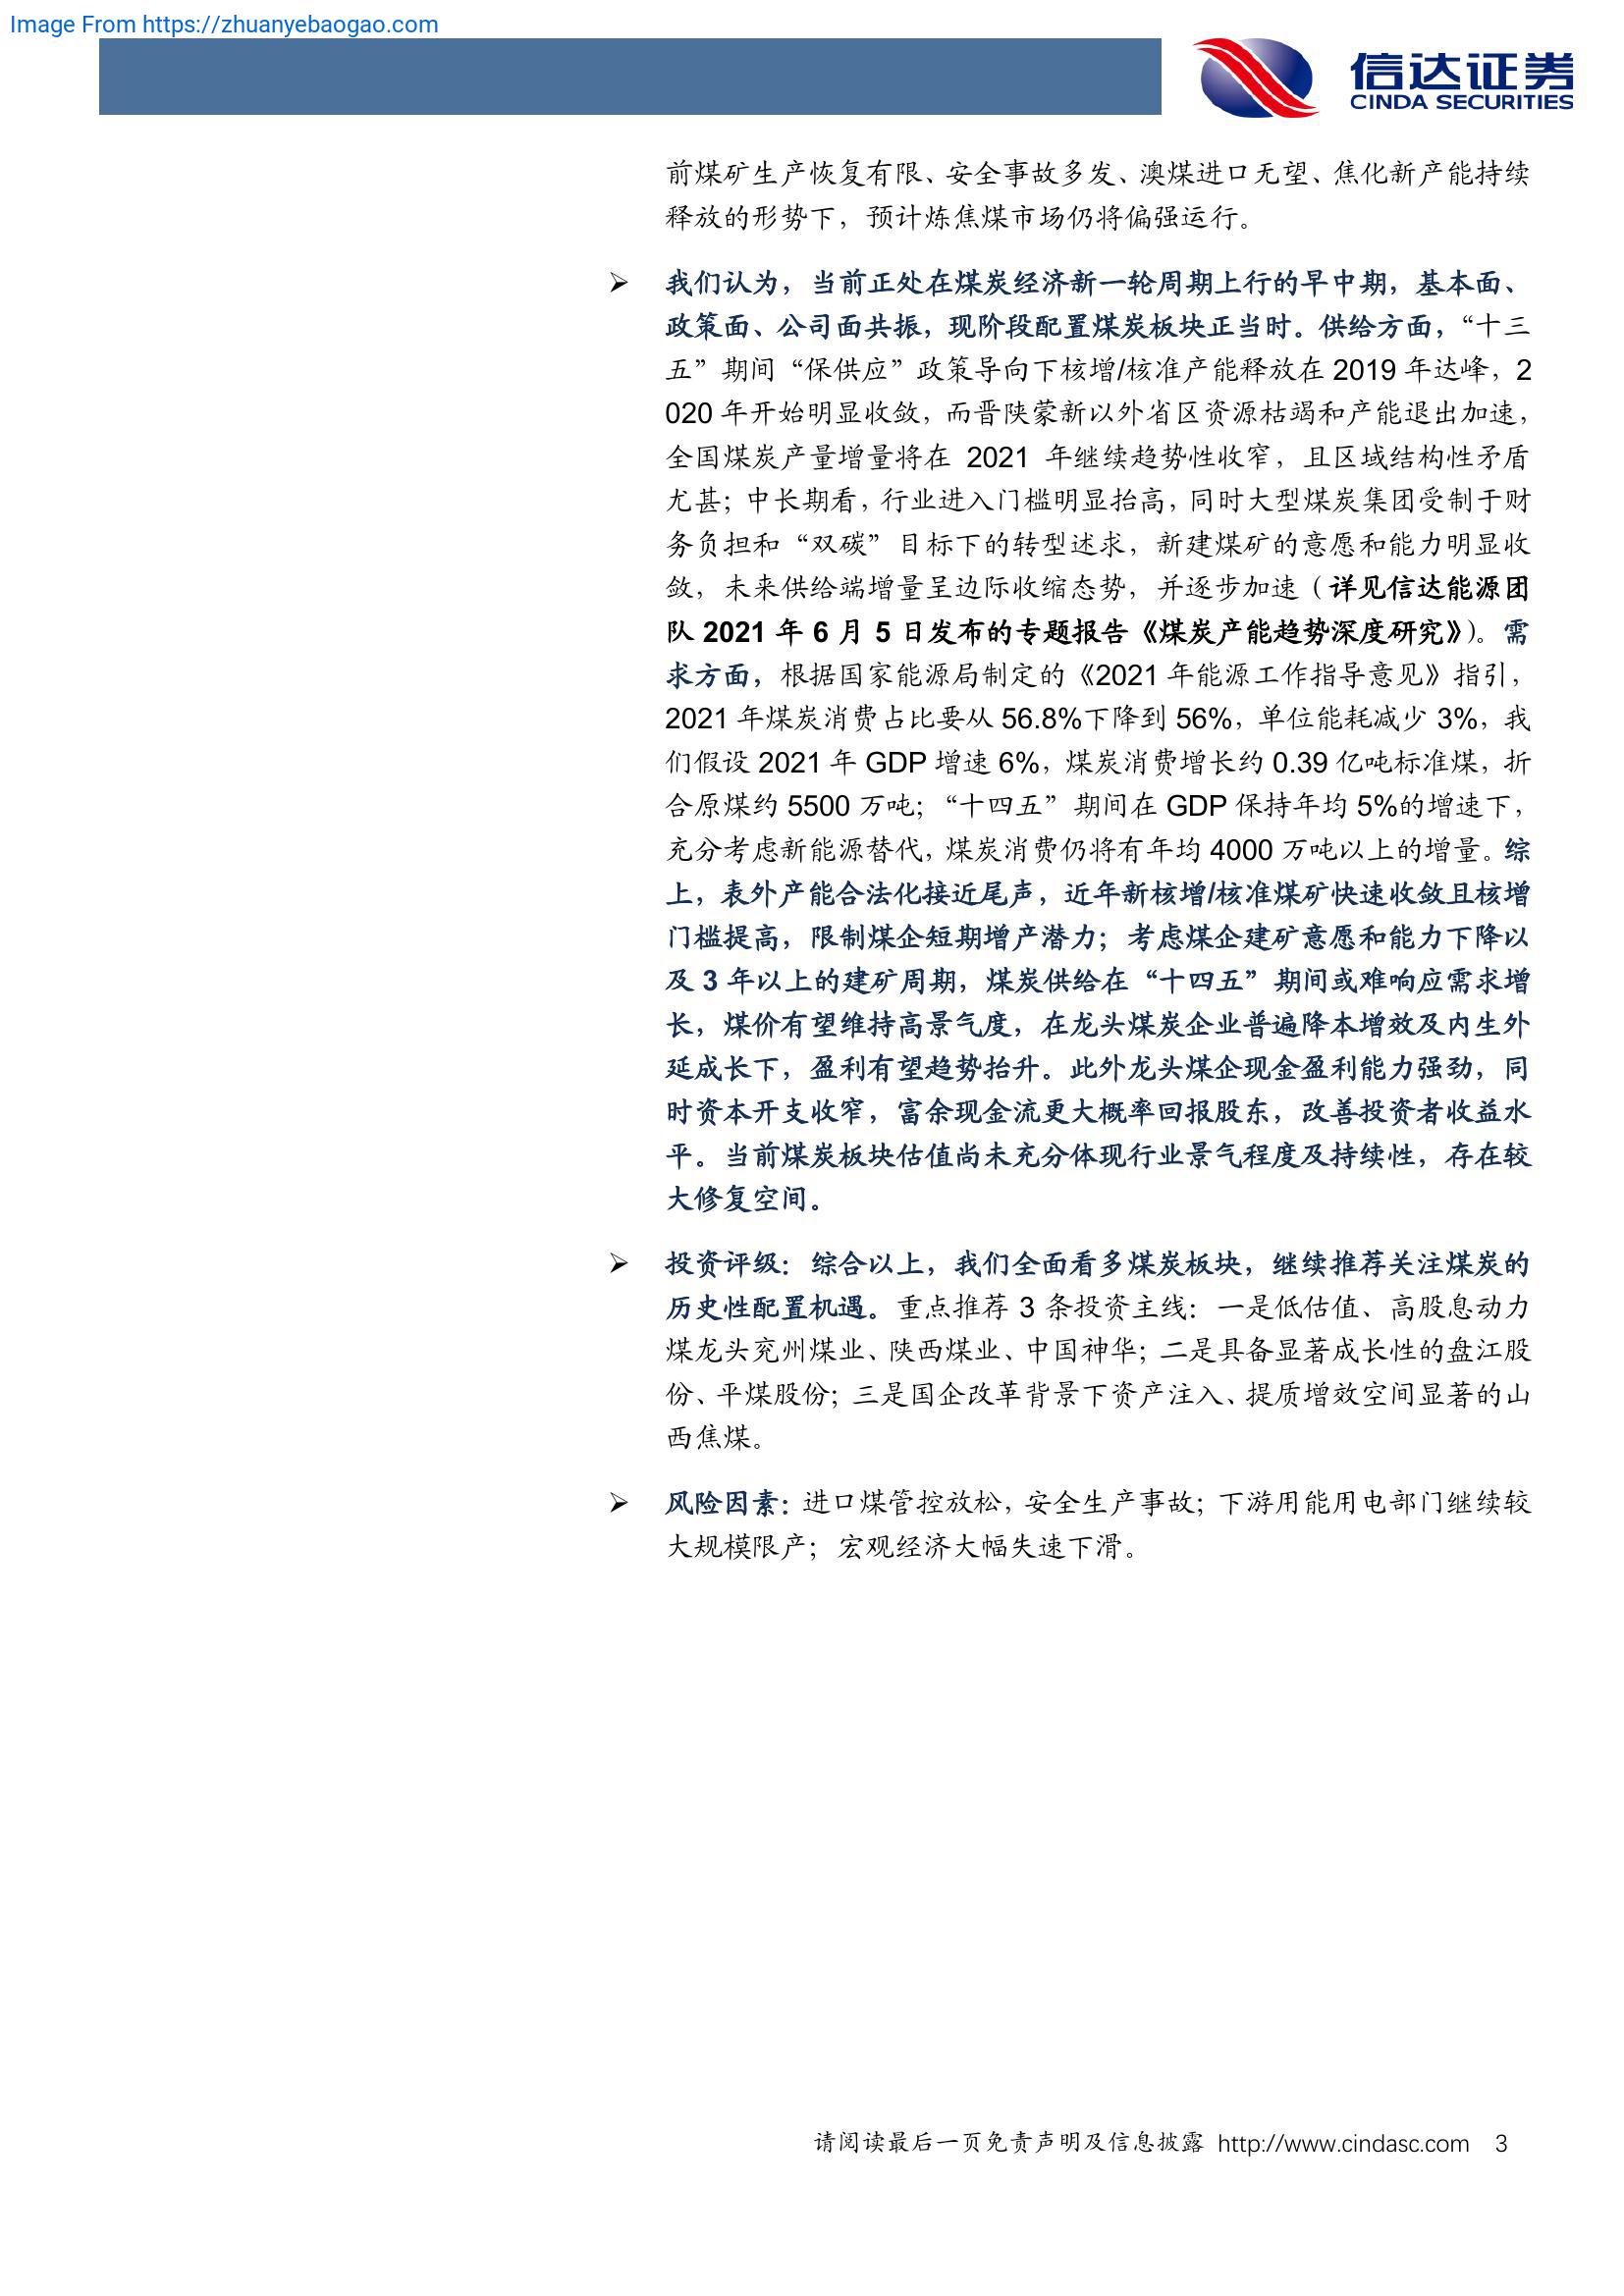 Image From https://zhuanyebaogao.com
信达证券
CINDA SECURITIES
前煤矿生产恢复有限、安全事故多发、澳煤进口无望、焦化新产能持续
释放的形势下，预计炼焦煤市场仍将偏强运行。
➢ 我们认为，当前正处在煤炭经济新一轮周期上行的早中期，基本面、
政策面、公司面共振，现阶段配置煤炭板块正当时。供给方面，“十三
五”期间“保供应”政策导向下核增/核准产能释放在 2019 年达峰，2
020 年开始明显收敛，而晋陕蒙新以外省区资源枯竭和产能退出加速，
全国煤炭产量增量将在 2021 年继续趋势性收窄，且区域结构性矛盾
尤甚；中长期看，行业进入门槛明显抬高，同时大型煤炭集团受制于财
务负担和“双碳”目标下的转型述求，新建煤矿的意愿和能力明显收
敛，未来供给端增量呈边际收缩态势，并逐步加速（详见信达能源团
队 2021 年 6 月 5 日发布的专题报告《煤炭产能趋势深度研究》）。需
求方面，根据国家能源局制定的《2021 年能源工作指导意见》指引，
2021 年煤炭消费占比要从 56.8%下降到 56%，单位能耗减少 3%，我
们假设 2021 年 GDP 增速 6%，煤炭消费增长约 0.39 亿吨标准煤，折
合原煤约 5500 万吨；“十四五”期间在 GDP 保持年均 5%的增速下，
充分考虑新能源替代，煤炭消费仍将有年均 4000 万吨以上的增量。综
上，表外产能合法化接近尾声，近年新核增/核准煤矿快速收敛且核增
门槛提高，限制煤企短期增产潜力；考虑煤企建矿意愿和能力下降以
及 3 年以上的建矿周期，煤炭供给在“十四五”期间或难响应需求增
长，煤价有望维持高景气度，在龙头煤炭企业普遍降本增效及内生外
延成长下，盈利有望趋势抬升。此外龙头煤企现金盈利能力强劲，同
时资本开支收窄，富余现金流更大概率回报股东，改善投资者收益水
平。当前煤炭板块估值尚未充分体现行业景气程度及持续性，存在较
大修复空间。
➢ 投资评级：综合以上，我们全面看多煤炭板块，继续推荐关注煤炭的
历史性配置机遇。重点推荐 3 条投资主线：一是低估值、高股息动力
煤龙头兖州煤业、陕西煤业、中国神华；二是具备显著成长性的盘江股
份、平煤股份；三是国企改革背景下资产注入、提质增效空间显著的山
西焦煤。
➢ 风险因素：进口煤管控放松，安全生产事故；下游用能用电部门继续较
大规模限产；宏观经济大幅失速下滑。
请阅读最后一页免责声明及信息披露 http://www.cindasc.com 3